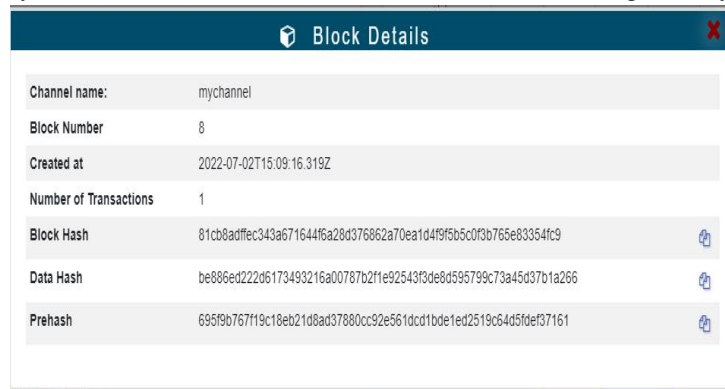 Block Details
Channel name: mychannel
Block Number 8
Created at 2022-07-02T15:09:16.319Z
Number of Transactions 1
Block Hash 81cb8adffec343a671644f6a28d376862a70ea1d4f9f5b5c0f3b765e83354fc9
Data Hash be886ed222d6173493216a00787b2f1e92543f3de8d595799c73a45d37b1a266
Prehash 695f9b767f19c18eb21d8ad37880cc92e561dcd1bde1ed2519c64d5fdef37161